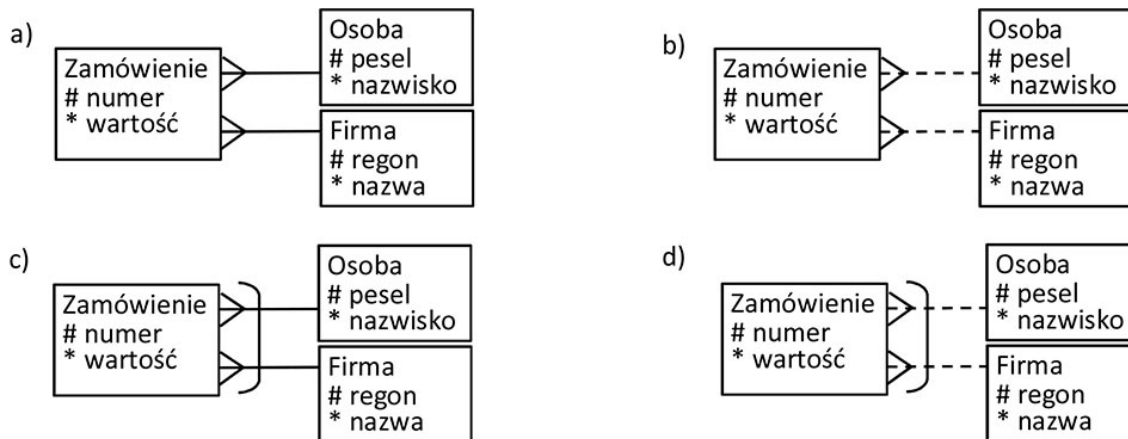 a)
Zamówienie
# numer
* wartość
Osoba
# pesel
* nazwisko
Firma
# regon
* nazwa
b)
Zamówienie
# numer
* wartość
Osoba
# pesel
* nazwisko
Firma
# regon
* nazwa
c)
Zamówienie
# numer
* wartość
Osoba
# pesel
* nazwisko
Firma
# regon
* nazwa
d)
Zamówienie
# numer
* wartość
Osoba
# pesel
* nazwisko
Firma
# regon
* nazwa